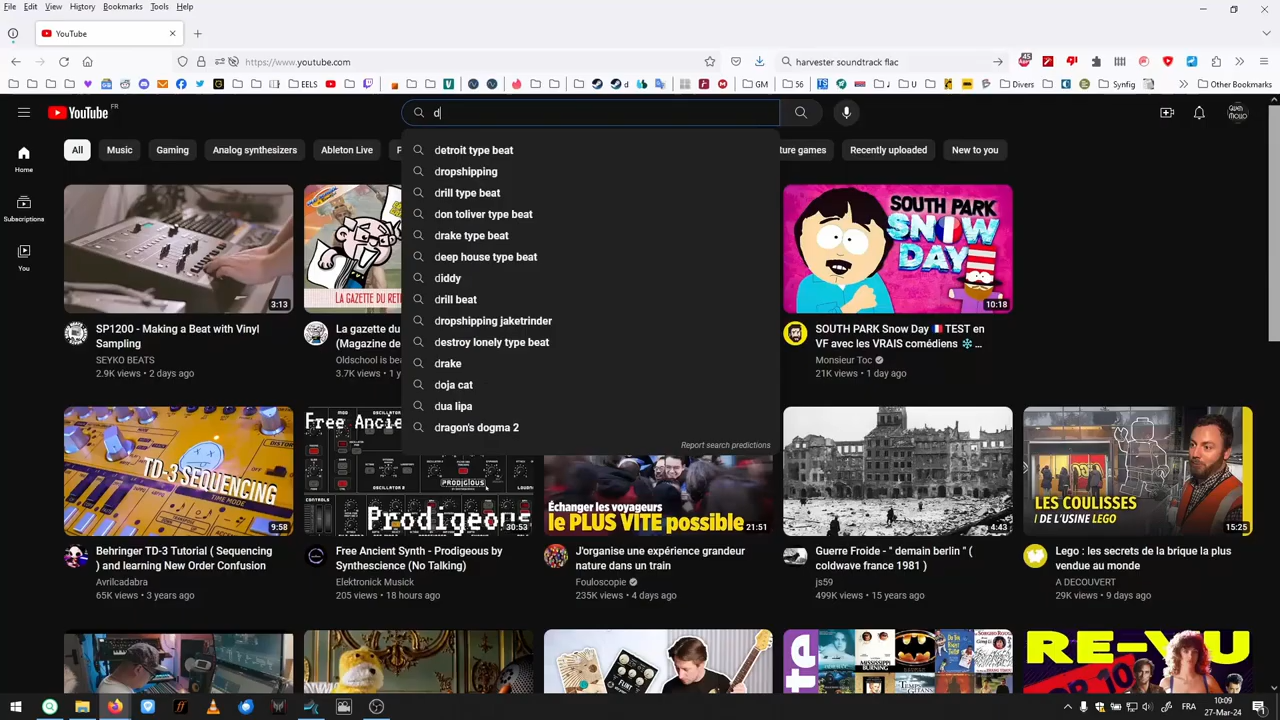 File Edit View History Bookmarks Tools Help
YouTube
https://www.youtube.com
harvester soundtrack flac
45
EELS
GM
56
J
U
Divers
Synfig
Other Bookmarks
YouTube FR
d
All
Music
Gaming
Analog synthesizers
Ableton Live
ture games
Recently uploaded
New to you
detroit type beat
dropshipping
drill type beat
don toliver type beat
drake type beat
deep house type beat
diddy
drill beat
dropshipping jaketrinder
destroy lonely type beat
drake
doja cat
dua lipa
dragon's dogma 2
Report search predictions
Home
Subscriptions
You
3:13
SP1200 - Making a Beat with Vinyl
Sampling
SEYKO BEATS
2.9K views • 2 days ago
LA GAZETTE DU RET
La gazette du
(Magazine de
Oldschool is bea
3.7K views • 1 y
SOUTH PARK
SNOW
DAY
10:18
SOUTH PARK Snow Day 🇫🇷 TEST en
VF avec les VRAIS comédiens ❄️ ...
Monsieur Toc
21K views • 1 day ago
TD-3 SEQUENCING
9:58
Behringer TD-3 Tutorial ( Sequencing
) and learning New Order Confusion
Avrilcadabra
65K views • 3 years ago
Free Ancie
PRODIGIOUS
Prodigeous
30:53
Free Ancient Synth - Prodigeous by
Synthescience (No Talking)
Elektronick Musick
205 views • 18 hours ago
Échanger les voyageurs
le PLUS VITE possible
21:51
J'organise une expérience grandeur
nature dans un train
Fouloscopie
235K views • 4 days ago
4:43
Guerre Froide - " demain berlin " (
coldwave france 1981 )
js59
499K views • 15 years ago
LES COULISSES
DE L'USINE LEGO
15:25
Lego : les secrets de la brique la plus
vendue au monde
A DECOUVERT
29K views • 9 days ago
FLINT
MISSISSIPPI
BURNING
BATMAN
RE-VU
10:09
FRA
27-Mar-24